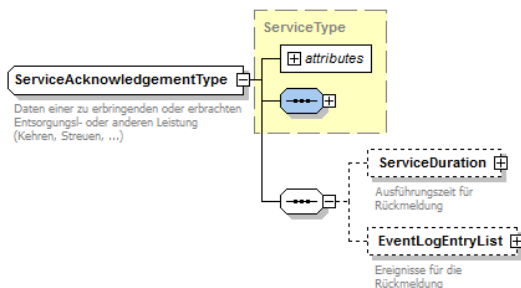 ServiceType
attributes
ServiceAcknowledgementType
Daten einer zu erbringenden oder erbrachten
Entsorgungsl- oder anderen Leistung
(Kehren, Streuen, ...)
ServiceDuration
Ausführungszeit für
Rückmeldung
EventLogEntryList
Ereignisse für die
Rückmeldung